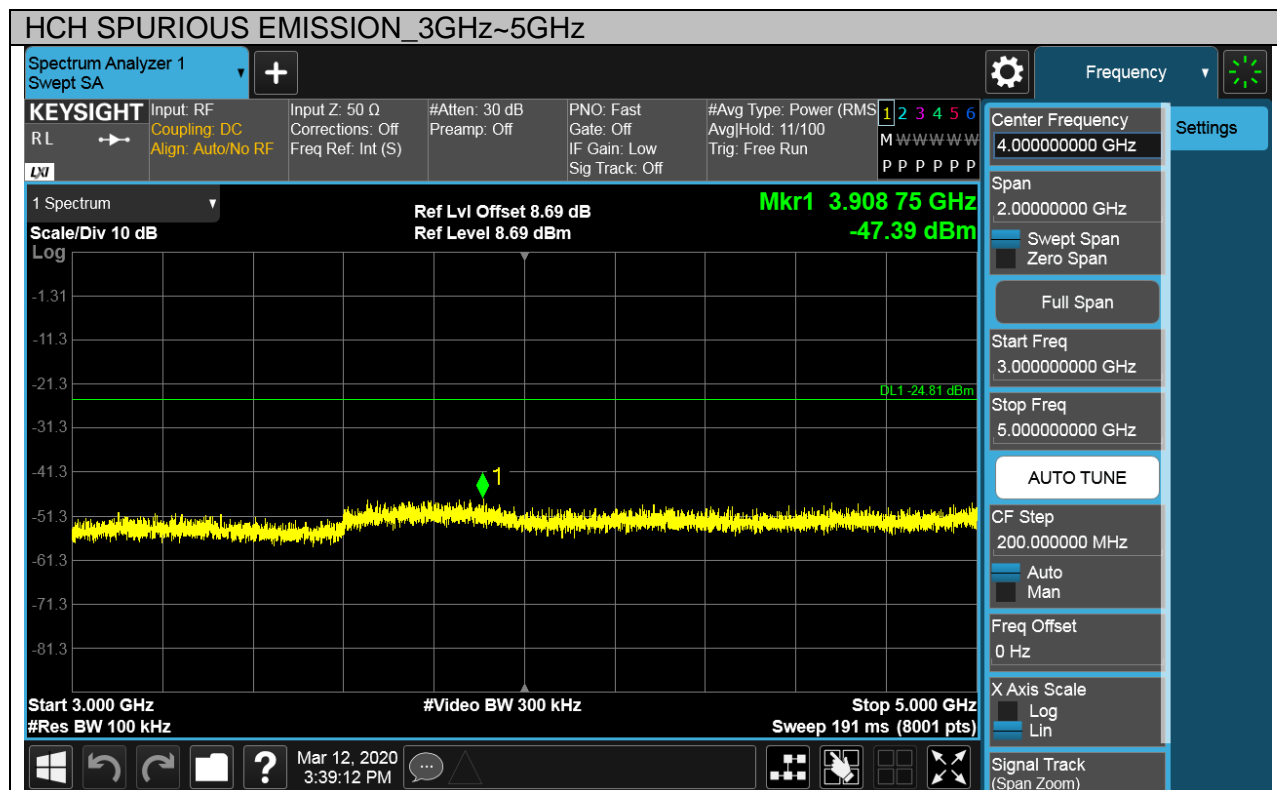 HCH SPURIOUS EMISSION_3GHz~5GHz
Spectrum Analyzer 1
Swept SA
Frequency
KEYSIGHT
RL
LXI
Input: RF
Coupling: DC
Align: Auto/No RF
Input Z: 50 Ω
Corrections: Off
Freq Ref: Int (S)
#Atten: 30 dB
Preamp: Off
PNO: Fast
Gate: Off
IF Gain: Low
Sig Track: Off
#Avg Type: Power (RMS
Avg|Hold: 11/100
Trig: Free Run
1 2 3 4 5 6
M W W W W W
P P P P P P
1 Spectrum
Scale/Div 10 dB
Ref Lvl Offset 8.69 dB
Ref Level 8.69 dBm
Mkr1 3.908 75 GHz
-47.39 dBm
Log
-1.31
-11.3
-21.3
DL1 -24.81 dBm
-31.3
-41.3
1
-51.3
-61.3
-71.3
-81.3
Start 3.000 GHz
#Video BW 300 kHz
Stop 5.000 GHz
#Res BW 100 kHz
Sweep 191 ms (8001 pts)
?
Mar 12, 2020
3:39:12 PM
Center Frequency
4.000000000 GHz
Settings
Span
2.00000000 GHz
Swept Span
Zero Span
Full Span
Start Freq
3.000000000 GHz
Stop Freq
5.000000000 GHz
AUTO TUNE
CF Step
200.000000 MHz
Auto
Man
Freq Offset
0 Hz
X Axis Scale
Log
Lin
Signal Track
(Span Zoom)